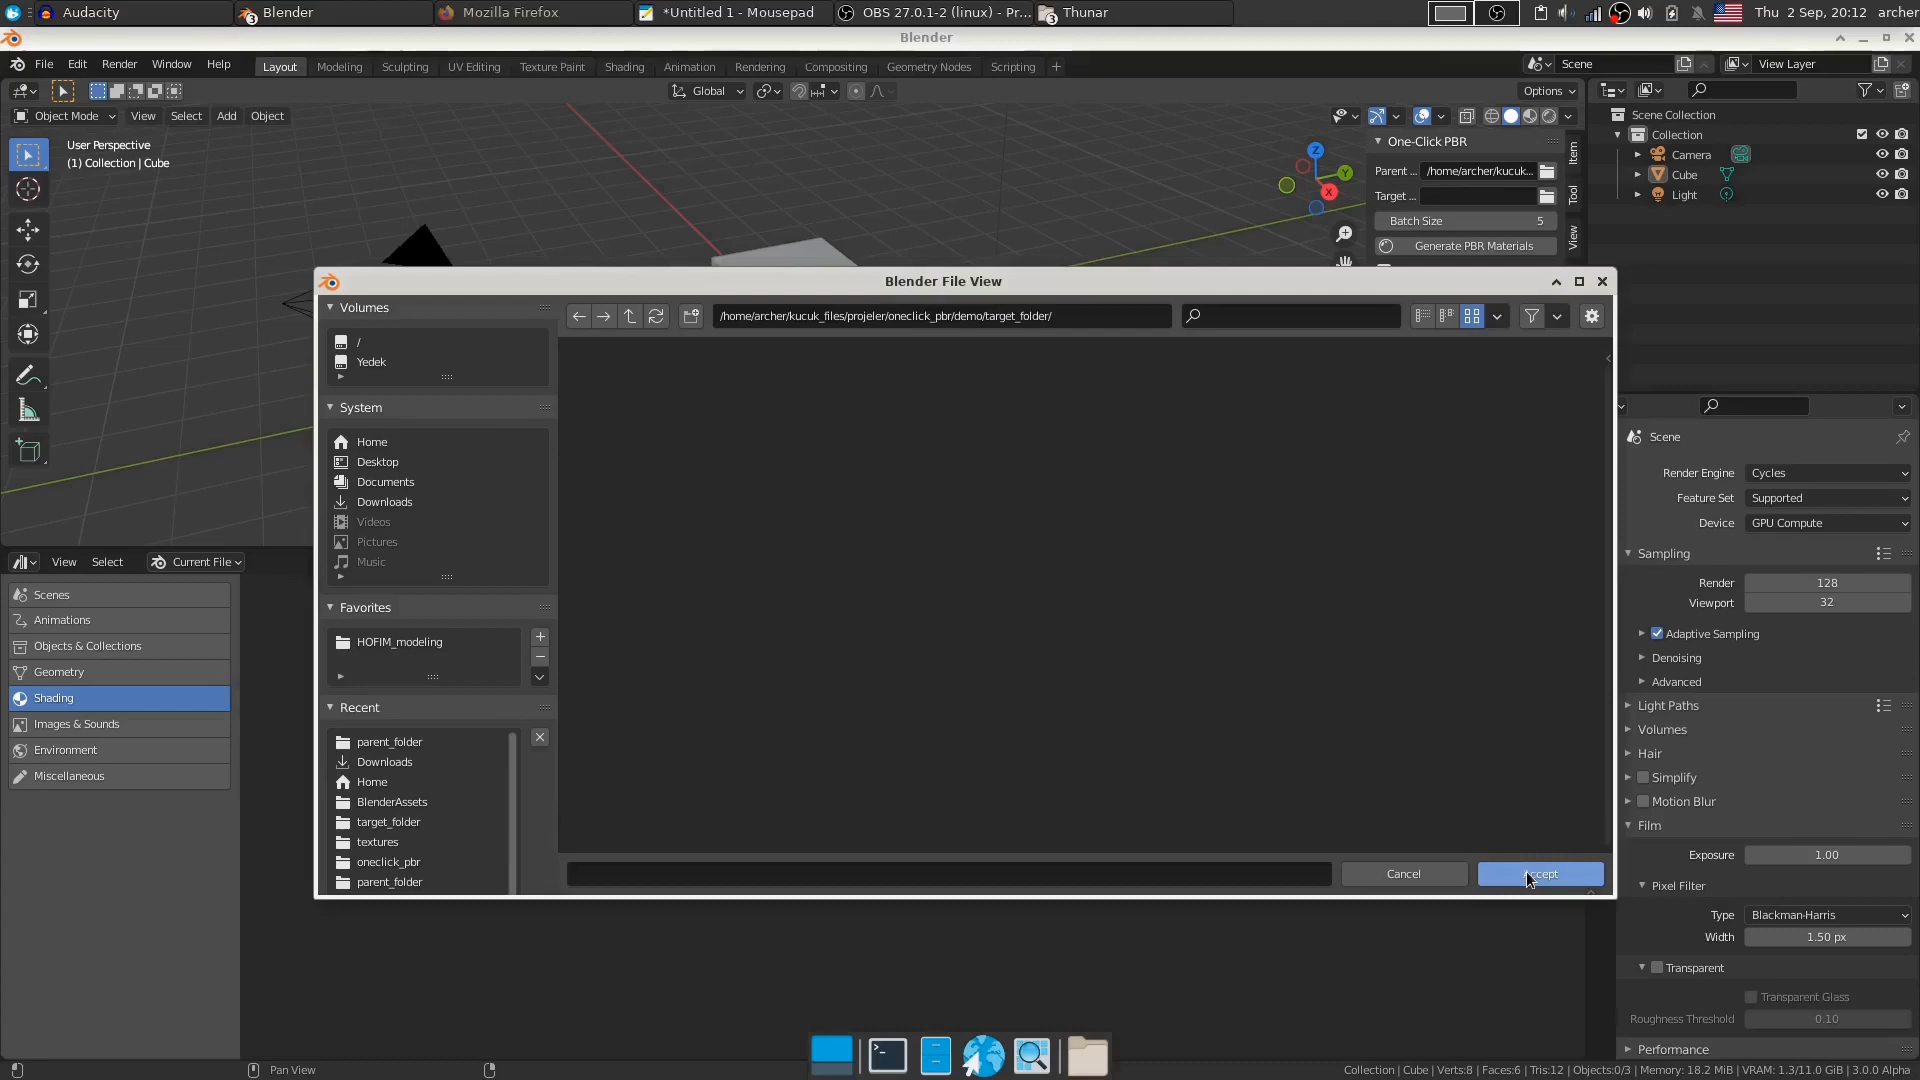 Audacity
Blender
Mozilla Firefox
*Untitled 1 - Mousepad
OBS 27.0.1-2 (linux) - Pr...
Thunar
Thu 2 Sep, 20:12 archer
Blender
File Edit Render Window Help
Layout Modeling Sculpting UV Editing Texture Paint Shading Animation Rendering Compositing Geometry Nodes Scripting +
Scene
View Layer
Global
Options
Object Mode View Select Add Object
User Perspective
(1) Collection | Cube
Z
Y
X
One-Click PBR
Parent ... /home/archer/kucuk...
Target ...
Batch Size 5
Generate PBR Materials
Item
Tool
View
Scene Collection
Collection
Camera
Cube
Light
Blender File View
Volumes
/
Yedek
System
Home
Desktop
Documents
Downloads
Videos
Pictures
Music
Favorites
HOFIM_modeling
Recent
parent_folder
Downloads
Home
BlenderAssets
target_folder
textures
oneclick_pbr
parent_folder
/home/archer/kucuk_files/projeler/oneclick_pbr/demo/target_folder/
Cancel
View Select Current File
Scenes
Animations
Objects & Collections
Geometry
Shading
Images & Sounds
Environment
Miscellaneous
Scene
Render Engine Cycles
Feature Set Supported
Device GPU Compute
Sampling
Render 128
Viewport 32
Adaptive Sampling
Denoising
Advanced
Light Paths
Volumes
Hair
Simplify
Motion Blur
Film
Exposure 1.00
Pixel Filter
Type Blackman-Harris
Width 1.50 px
Transparent
Transparent Glass
Roughness Threshold 0.10
Performance
Pan View
Collection | Cube | Verts:8 | Faces:6 | Tris:12 | Objects:0/3 | Memory: 18.2 MiB | VRAM: 1.3/11.0 GiB | 3.0.0 Alpha